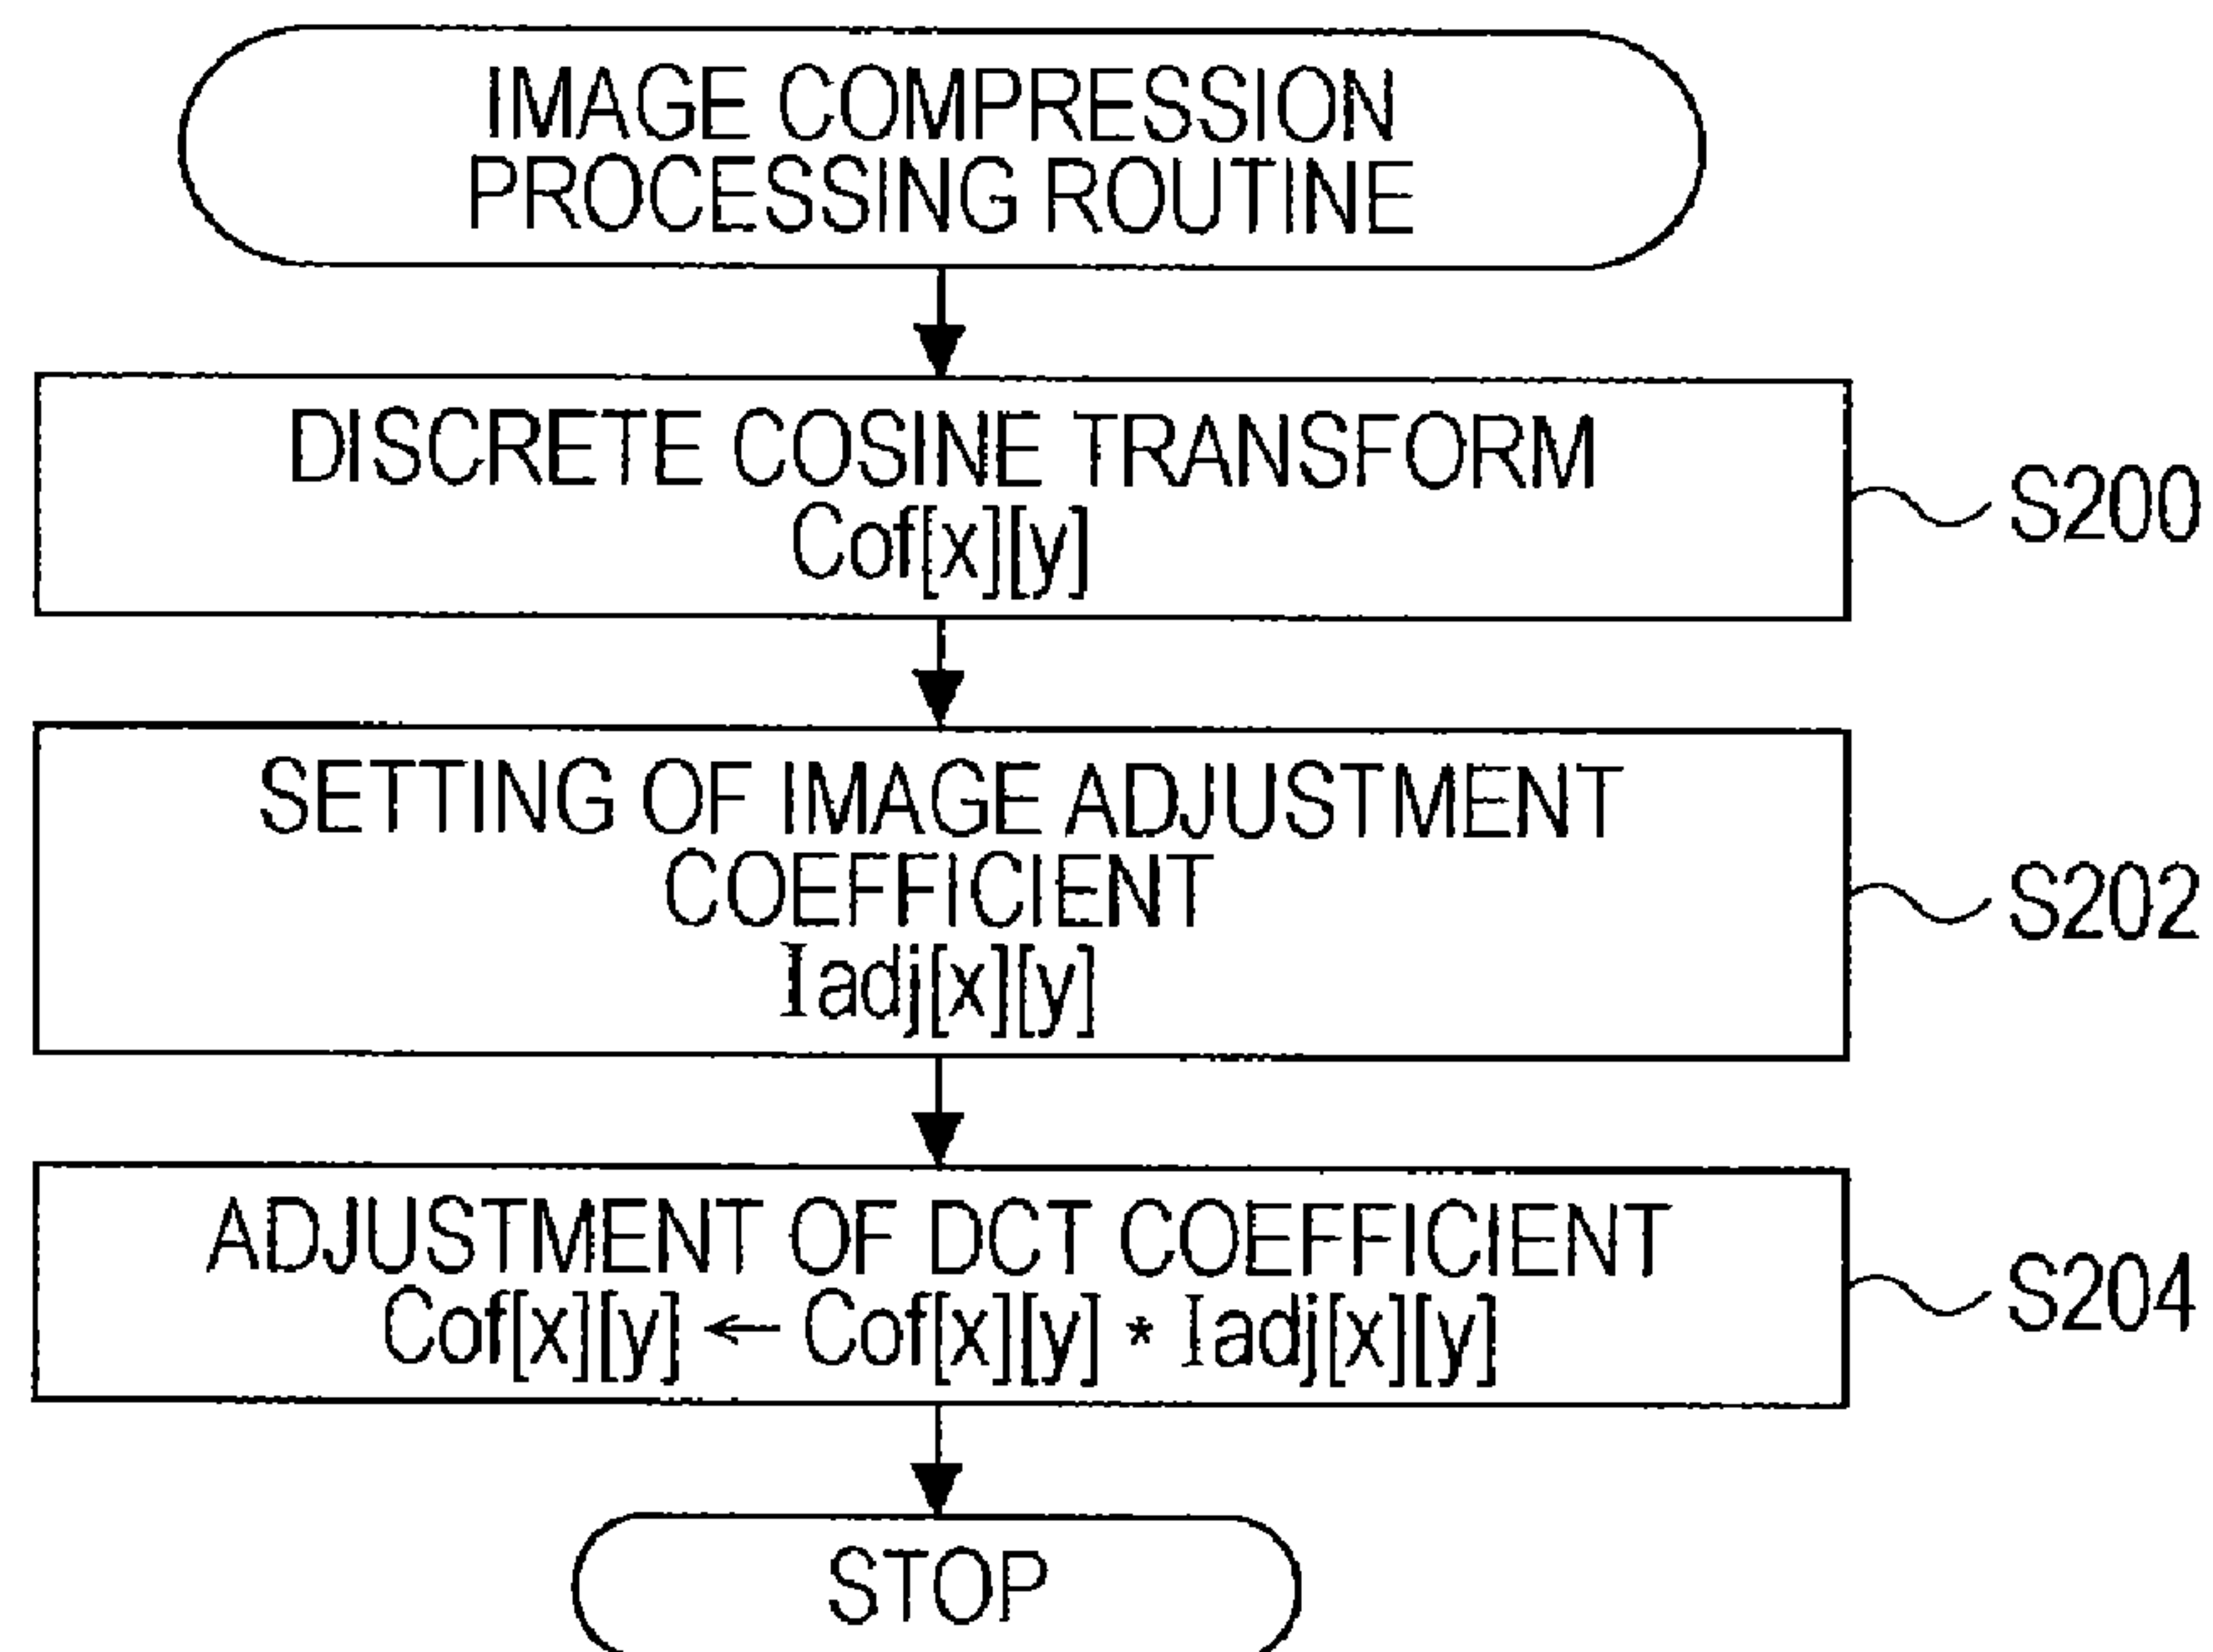 IMAGE COMPRESSION
PROCESSING ROUTINE
DISCRETE COSINE TRANSFORM
Cof[x][y]
S200
SETTING OF IMAGE ADJUSTMENT
COEFFICIENT
Iadj[x][y]
S202
ADJUSTMENT OF DCT COEFFICIENT
Cof[x][y] ← Cof[x][y] * Iadj[x][y]
S204
STOP